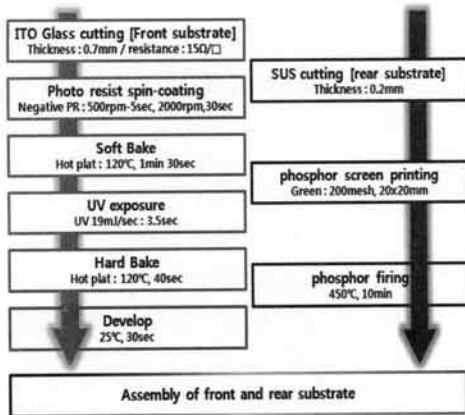 ITO Glass cutting [Front substrate]
Thickness : 0.7mm / resistance : 15Ω/□
Photo resist spin-coating
Negative PR : 500rpm-5sec, 2000rpm,30sec
Soft Bake
Hot plat : 120℃, 1min 30sec
UV exposure
UV 19mJ/sec : 3.5sec
Hard Bake
Hot plat : 120℃, 40sec
Develop
25℃, 30sec
SUS cutting [rear substrate]
Thickness : 0.2mm
phosphor screen printing
Green : 200mesh, 20x20mm
phosphor firing
450℃, 10min
Assembly of front and rear substrate